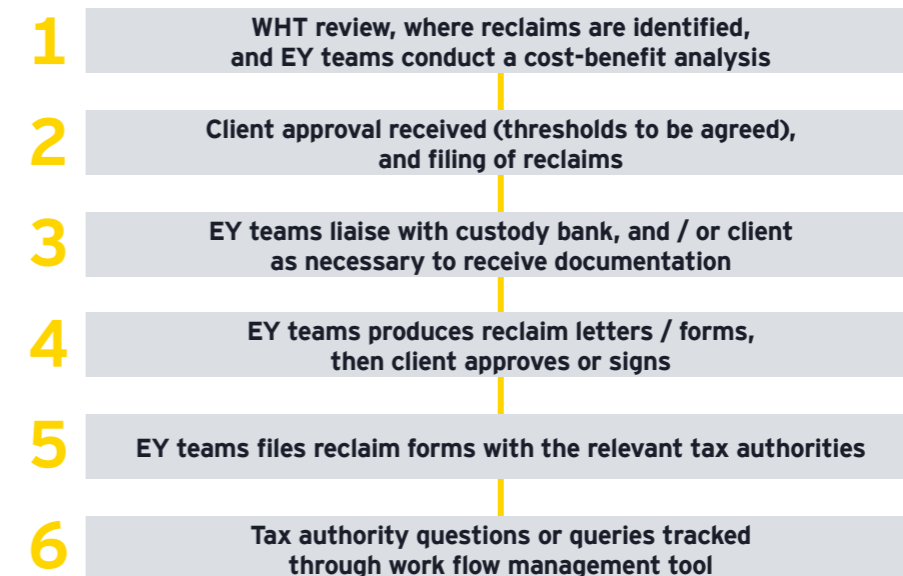 1
WHT review, where reclaims are identified,
and EY teams conduct a cost-benefit analysis
2
Client approval received (thresholds to be agreed),
and filing of reclaims
3
EY teams liaise with custody bank, and / or client
as necessary to receive documentation
4
EY teams produces reclaim letters / forms,
then client approves or signs
5
EY teams files reclaim forms with the relevant tax authorities
6
Tax authority questions or queries tracked
through work flow management tool